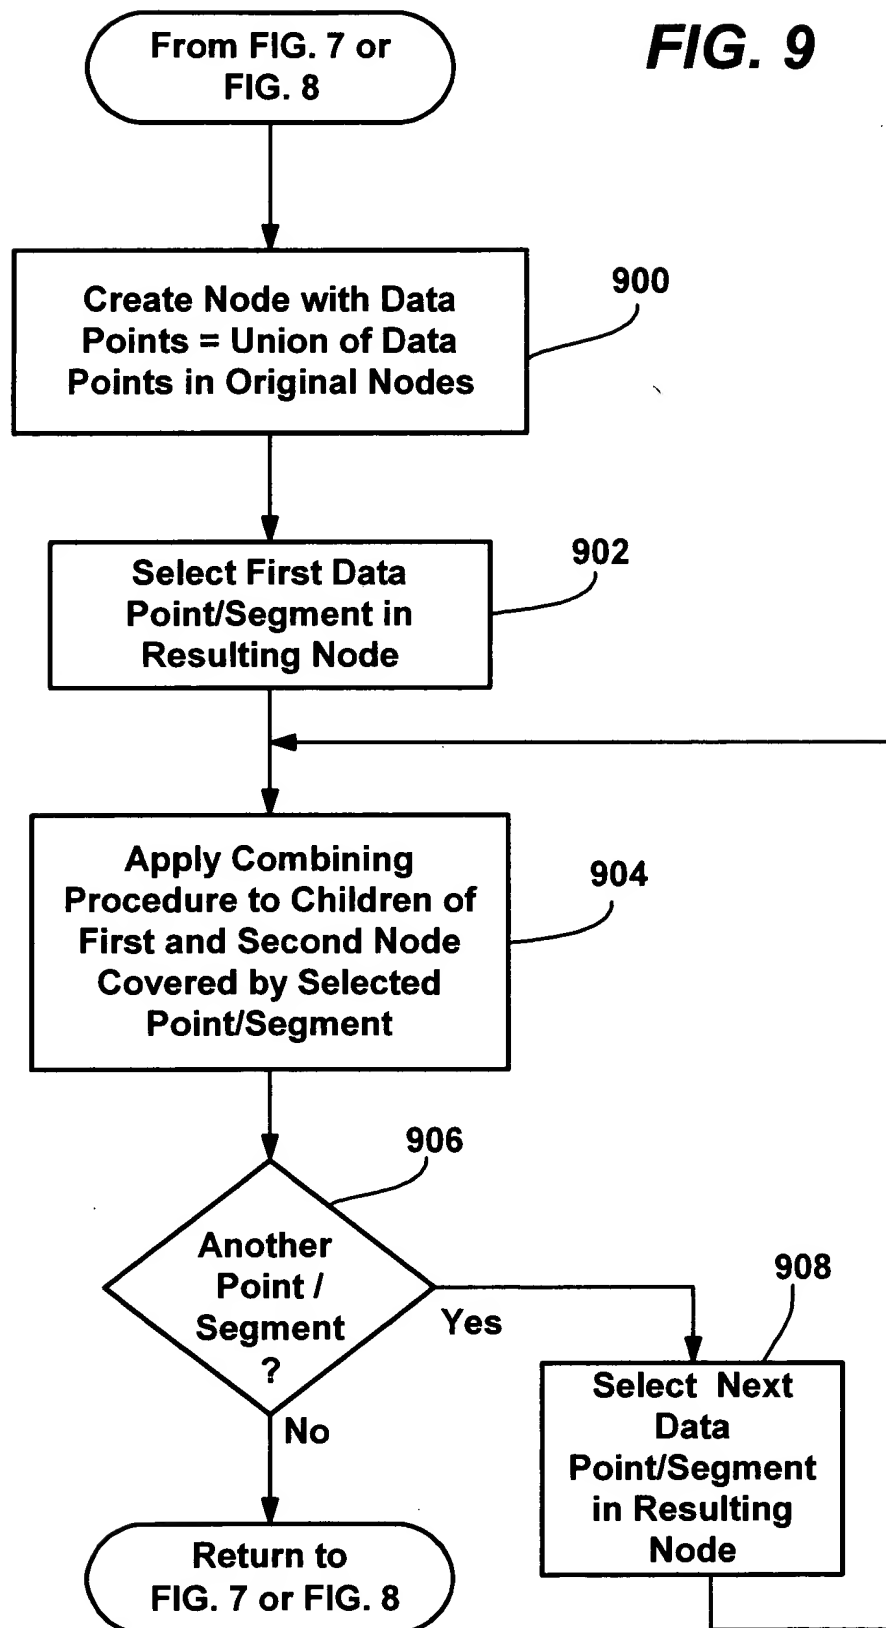 From FIG. 7 or
FIG. 8
FIG. 9
Create Node with Data
Points = Union of Data
Points in Original Nodes
900
Select First Data
Point/Segment in
Resulting Node
902
Apply Combining
Procedure to Children of
First and Second Node
Covered by Selected
Point/Segment
904
906
Another
Point /
Segment
?
Yes
No
908
Select Next
Data
Point/Segment
in Resulting
Node
Return to
FIG. 7 or FIG. 8